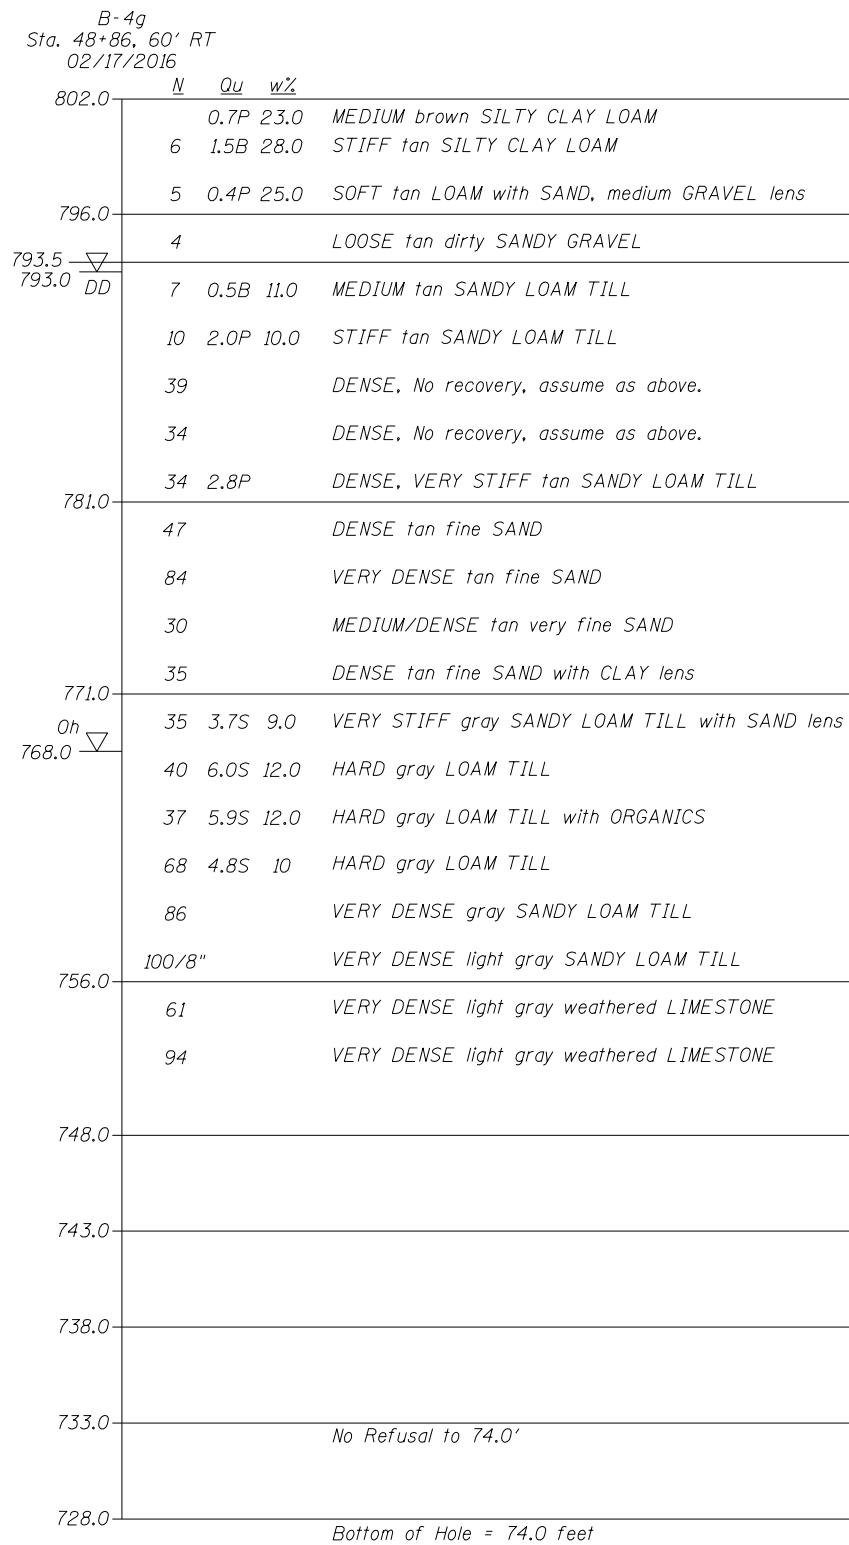 B-4g
Sta. 48+86, 60' RT
02/17/2016
N Qu w%
802.0
0.7P 23.0 MEDIUM brown SILTY CLAY LOAM
6 1.5B 28.0 STIFF tan SILTY CLAY LOAM
5 0.4P 25.0 SOFT tan LOAM with SAND, medium GRAVEL lens
796.0
4 LOOSE tan dirty SANDY GRAVEL
793.5
793.0 DD
7 0.5B 11.0 MEDIUM tan SANDY LOAM TILL
10 2.0P 10.0 STIFF tan SANDY LOAM TILL
39 DENSE, No recovery, assume as above.
34 DENSE, No recovery, assume as above.
34 2.8P DENSE, VERY STIFF tan SANDY LOAM TILL
781.0
47 DENSE tan fine SAND
84 VERY DENSE tan fine SAND
30 MEDIUM/DENSE tan very fine SAND
35 DENSE tan fine SAND with CLAY lens
771.0
0h 35 3.7S 9.0 VERY STIFF gray SANDY LOAM TILL with SAND lens
768.0
40 6.0S 12.0 HARD gray LOAM TILL
37 5.9S 12.0 HARD gray LOAM TILL with ORGANICS
68 4.8S 10 HARD gray LOAM TILL
86 VERY DENSE gray SANDY LOAM TILL
100/8" VERY DENSE light gray SANDY LOAM TILL
756.0
61 VERY DENSE light gray weathered LIMESTONE
94 VERY DENSE light gray weathered LIMESTONE
748.0
743.0
738.0
733.0
No Refusal to 74.0'
728.0
Bottom of Hole = 74.0 feet